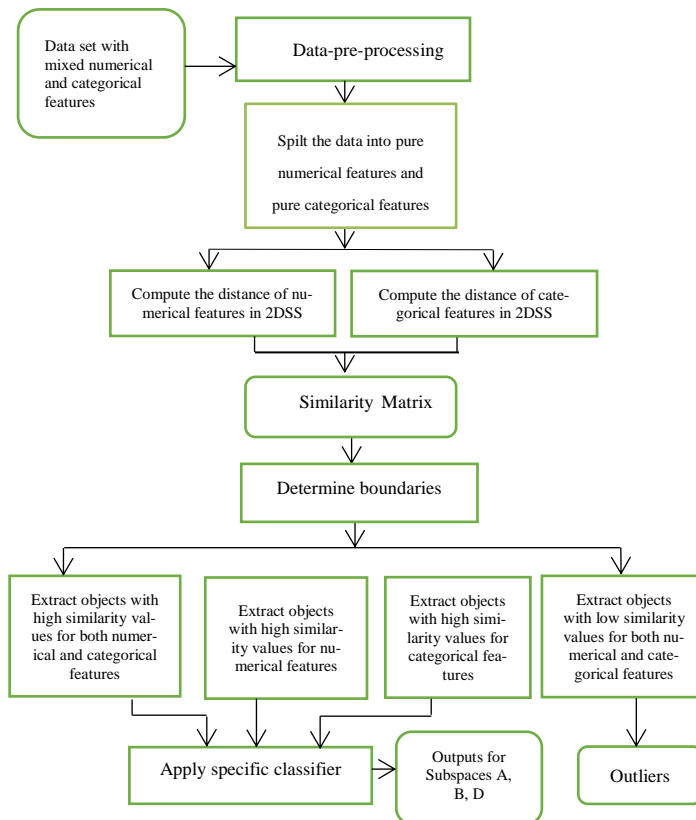 Data set with
mixed numerical
and categorical
features
Data-pre-processing
Spilt the data into pure
numerical features and
pure categorical features
Compute the distance of nu-
merical features in 2DSS
Compute the distance of cate-
gorical features in 2DSS
Similarity Matrix
Determine boundaries
Extract objects with
high similarity val-
ues for both numer-
ical and categorical
features
Extract objects
with high similar-
ity values for nu-
merical features
Extract objects
with high simi-
larity values for
categorical fea-
tures
Extract objects
with low similarity
values for both nu-
merical and cate-
gorical features
Apply specific classifier
Outputs for
Subspaces A,
B, D
Outliers